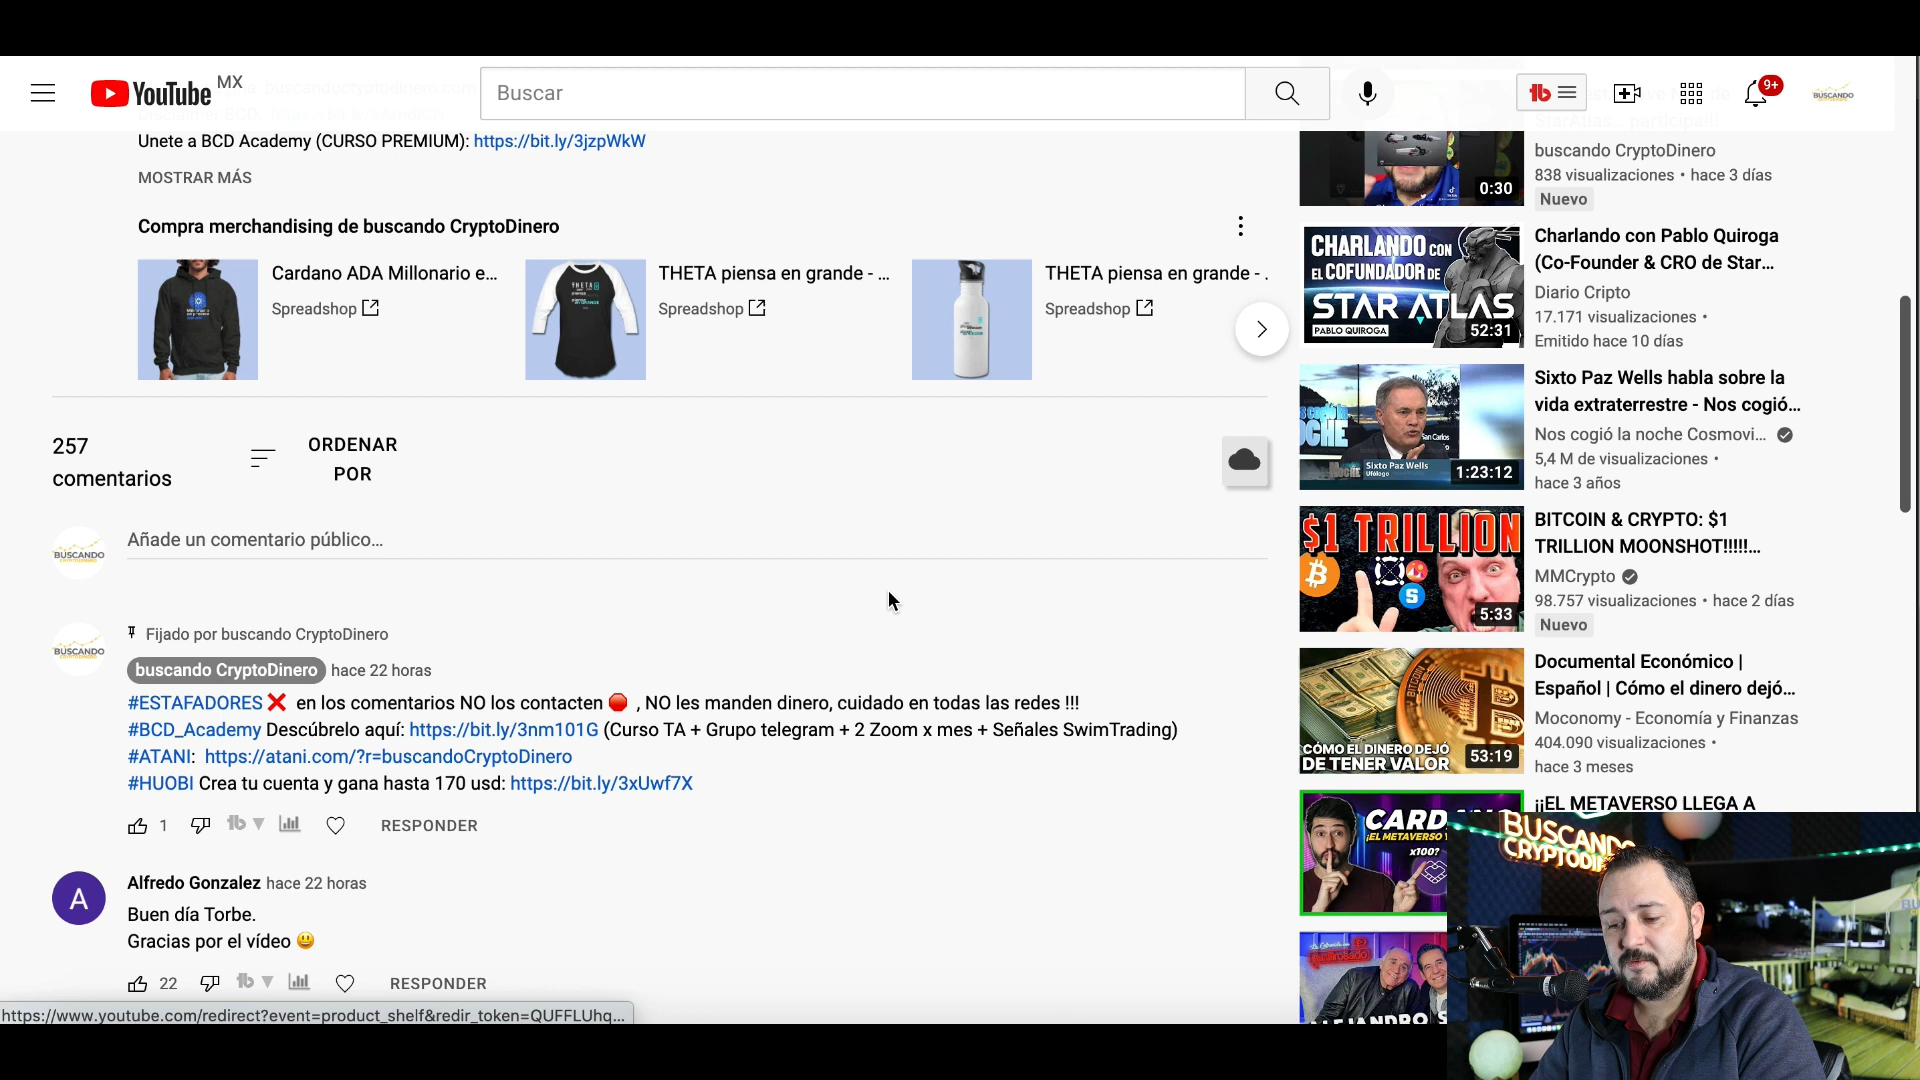 YouTube MX
Buscar
9+
BUSCANDO
Unete a BCD Academy (CURSO PREMIUM): https://bit.ly/3jzpWkW
MOSTRAR MÁS
Compra merchandising de buscando CryptoDinero
Cardano ADA Millonario e...
Spreadshop
THETA piensa en grande - ...
Spreadshop
THETA piensa en grande - .
Spreadshop
257
comentarios
ORDENAR
POR
BUSCANDO
Añade un comentario público...
BUSCANDO
Fijado por buscando CryptoDinero
buscando CryptoDinero hace 22 horas
#ESTAFADORES❌ en los comentarios NO los contacten🛑 , NO les manden dinero, cuidado en todas las redes !!!
#BCD_Academy Descúbrelo aquí: https://bit.ly/3nm101G (Curso TA + Grupo telegram + 2 Zoom x mes + Señales SwimTrading)
#ATANI: https://atani.com/?r=buscandoCryptoDinero
#HUOBI Crea tu cuenta y gana hasta 170 usd: https://bit.ly/3xUwf7X
1
RESPONDER
A
Alfredo Gonzalez hace 22 horas
Buen día Torbe.
Gracias por el vídeo 😃
22
RESPONDER
https://www.youtube.com/redirect?event=product_shelf&redir_token=QUFFLUhq...
0:30
buscando CryptoDinero
838 visualizaciones • hace 3 días
Nuevo
CHARLANDO CON
EL COFUNDADOR DE
STAR ATLAS
PABLO QUIROGA
52:31
Charlando con Pablo Quiroga
(Co-Founder & CRO de Star...
Diario Cripto
17.171 visualizaciones •
Emitido hace 10 días
San Carlos
Sixto Paz Wells
Ufólogo
1:23:12
Sixto Paz Wells habla sobre la
vida extraterrestre - Nos cogió...
Nos cogió la noche Cosmovi...
5,4 M de visualizaciones •
hace 3 años
$1 TRILLION
5:33
BITCOIN & CRYPTO: $1
TRILLION MOONSHOT!!!!!...
MMCrypto
98.757 visualizaciones • hace 2 días
Nuevo
CÓMO EL DINERO DEJÓ
DE TENER VALOR
53:19
Documental Económico |
Español | Cómo el dinero dejó...
Moconomy - Economía y Finanzas
404.090 visualizaciones •
hace 3 meses
x100?
¡¡EL METAVERSO LLEGA A
BUSCANDO